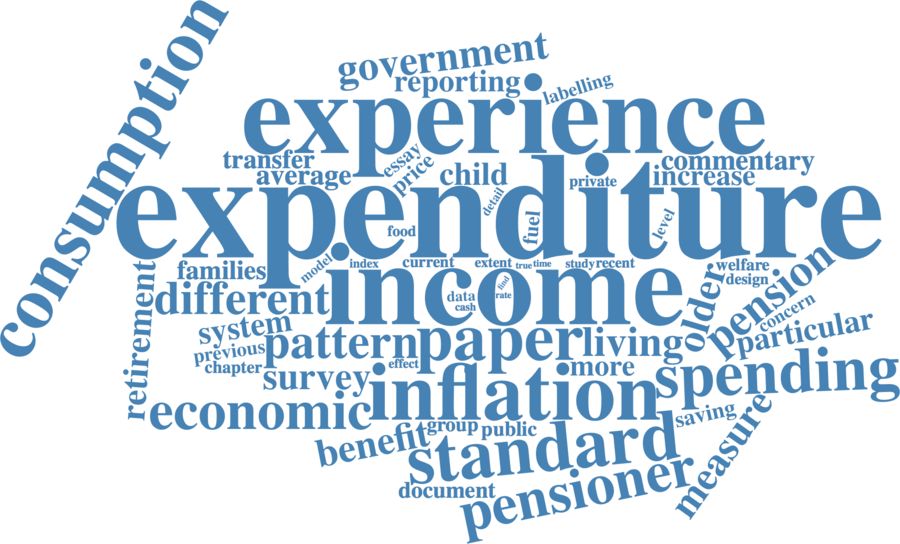 consumption
government
reporting
labelling
experience
transfer
average
essay
price
child
private
commentary
increase
expenditure
detail
food
fuel
level
families
model
index
current
extent
true
time
study
recent
welfare
design
different
income
data
cash
find
rate
older
pension
concern
retirement
system
previous
chapter
pattern
paper
living
particular
effect
survey
more
spending
economic
inflation
saving
measure
benefit
group
public
standard
document
pensioner